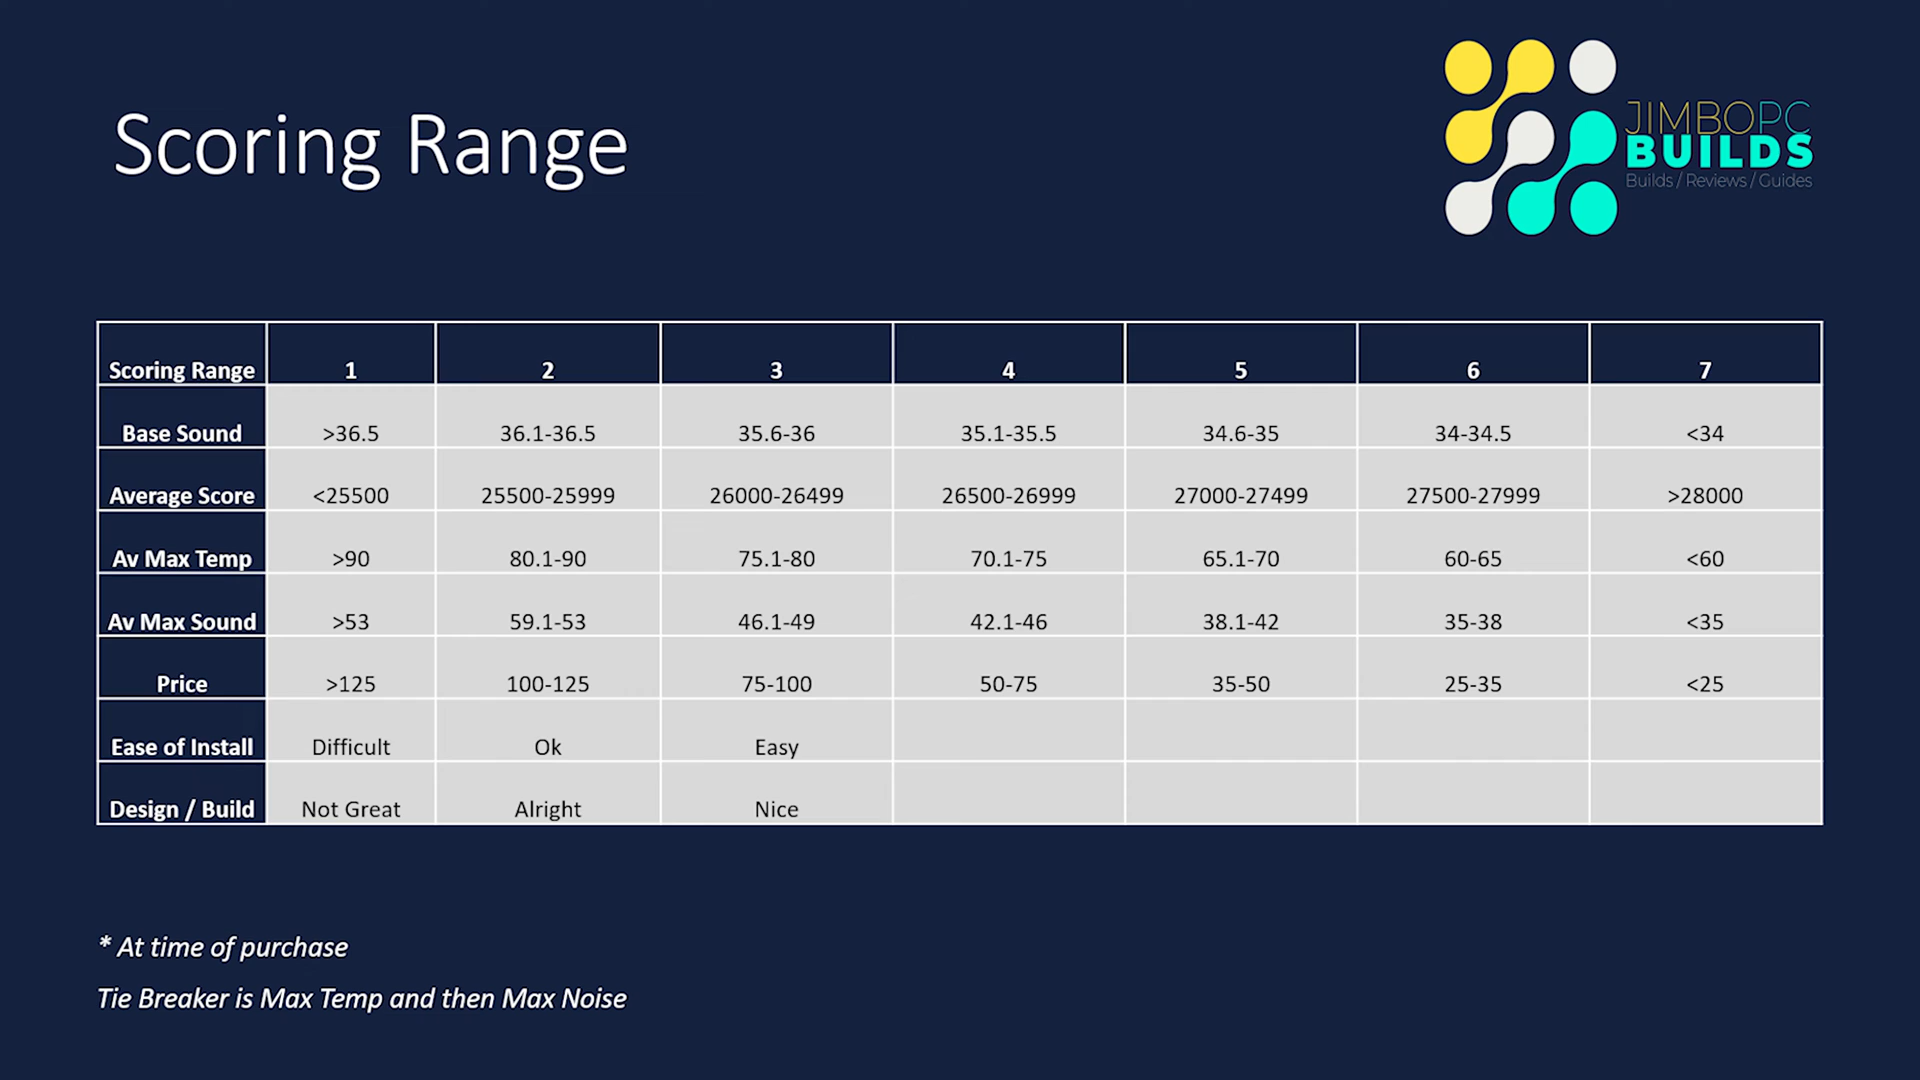 Scoring Range
JIMBOPC
BUILDS
Builds / Reviews / Guides
Scoring Range 1 2 3 4 5 6 7
Base Sound >36.5 36.1-36.5 35.6-36 35.1-35.5 34.6-35 34-34.5 <34
Average Score <25500 25500-25999 26000-26499 26500-26999 27000-27499 27500-27999 >28000
Av Max Temp >90 80.1-90 75.1-80 70.1-75 65.1-70 60-65 <60
Av Max Sound >53 59.1-53 46.1-49 42.1-46 38.1-42 35-38 <35
Price >125 100-125 75-100 50-75 35-50 25-35 <25
Ease of Install Difficult Ok Easy
Design / Build Not Great Alright Nice
* At time of purchase
Tie Breaker is Max Temp and then Max Noise